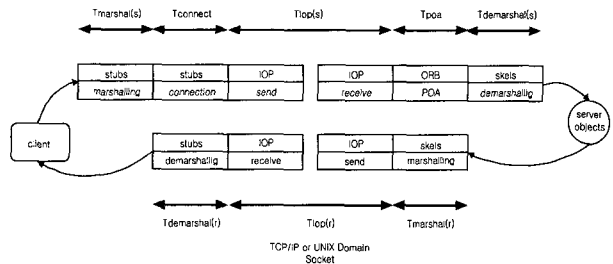 Tmarshal(s) Tconnect Tiop(s) Tpoa Tdemarshal(s)
stubs stubs IOP IOP ORB skels
marshalling connection send receive POA demarshallig
client
server
objects
stubs IOP IOP skels
demarshallig receive send marshalling
Tdemarshal(r) Tiop(r) Tmarshal(r)
TCP/IP or UNIX Domain
Socket